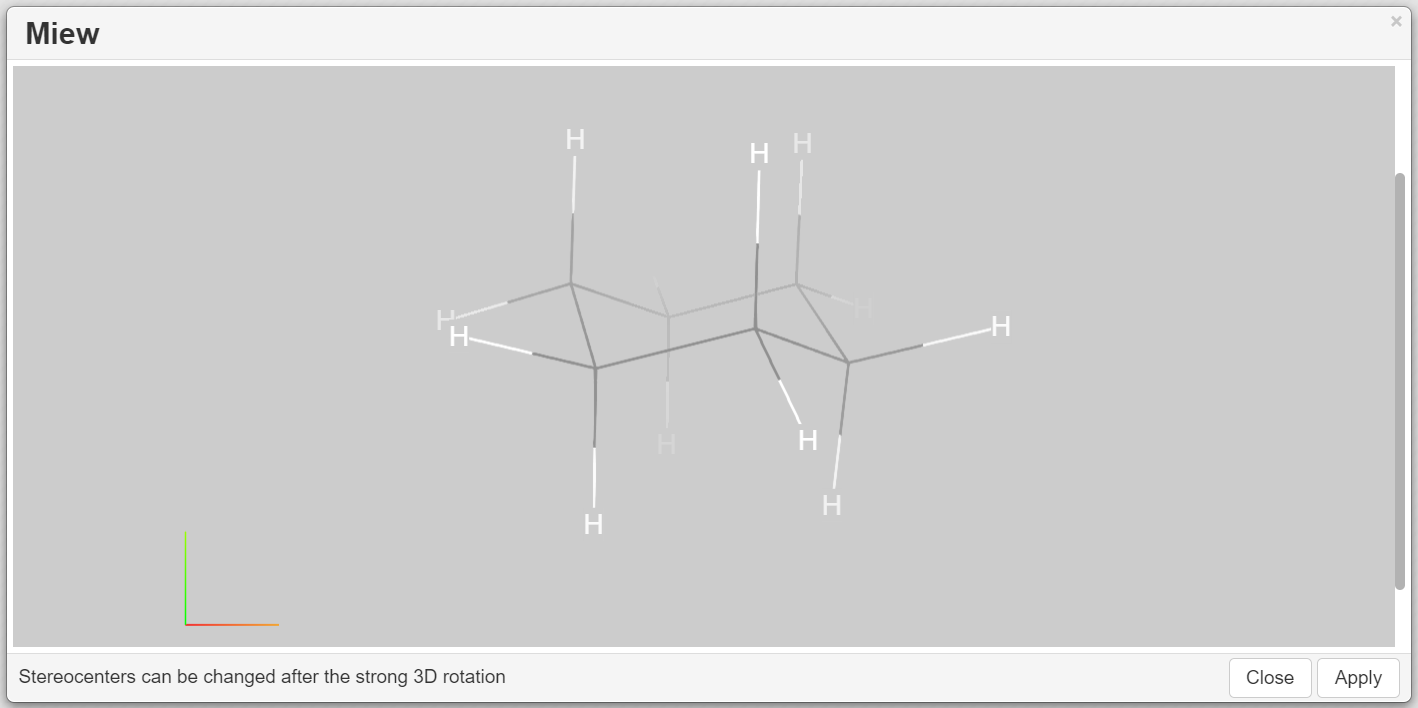 Miew
×
H
H H
H
H
H
H
H
H
H
H
H
Stereocenters can be changed after the strong 3D rotation
Close
Apply